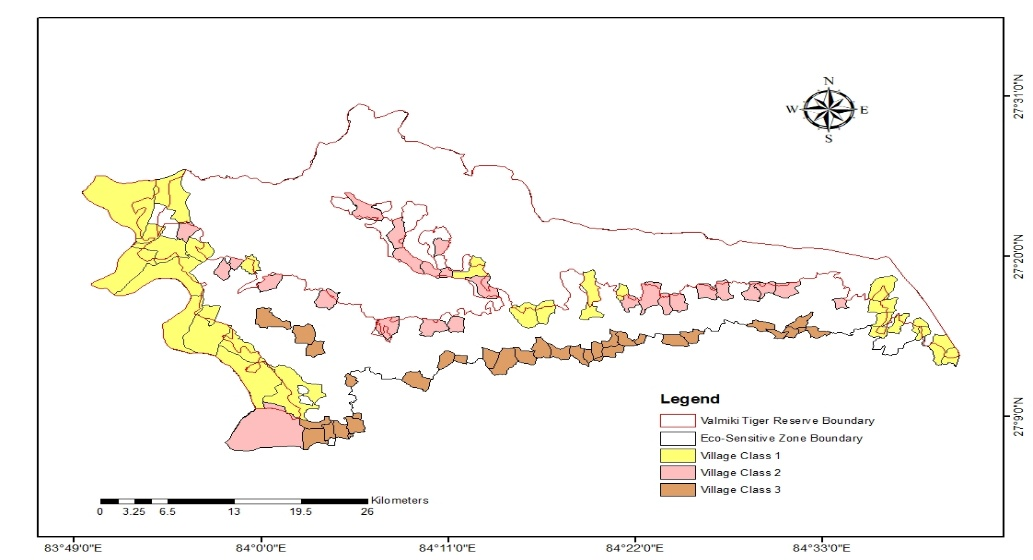 N
W E
S
27°31'0"N
27°20'0"N
27°9'0"N
Legend
Valmiki Tiger Reserve Boundary
Eco-Sensitive Zone Boundary
Village Class 1
Village Class 2
Village Class 3
Kilometers
0 3.25 6.5 13 19.5 26
83°49'0"E 84°0'0"E 84°11'0"E 84°22'0"E 84°33'0"E